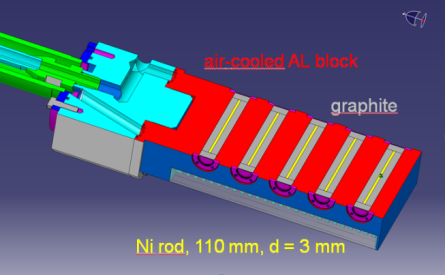 air-cooled AL block
graphite
Ni rod, 110 mm, d = 3 mm